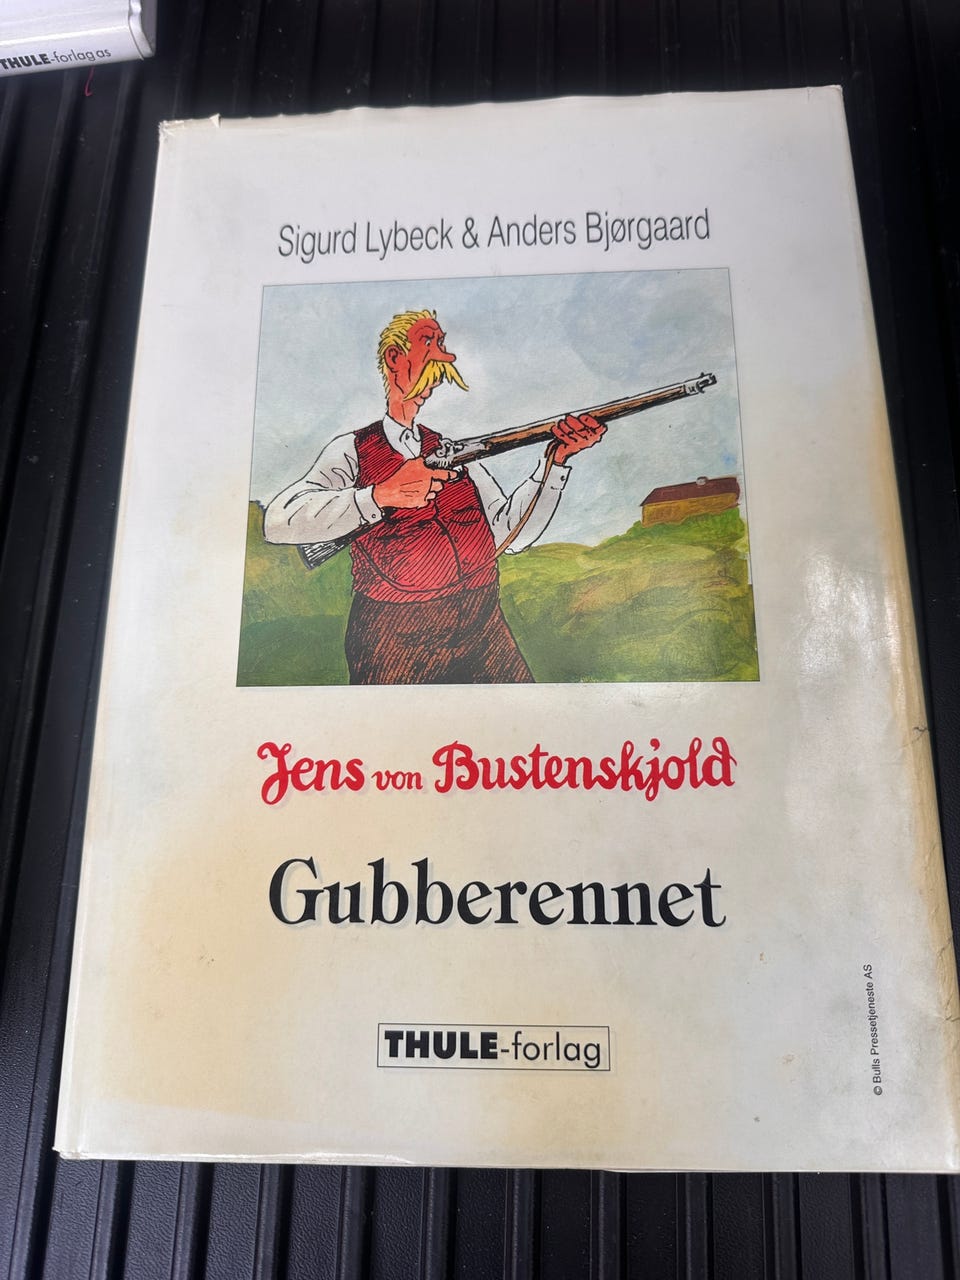 THULE-forlag as
Sigurd Lybeck & Anders Bjørgaard
Jens von Bustenskjold
Gubberennet
THULE-forlag
© Bulls Pressetjeneste AS